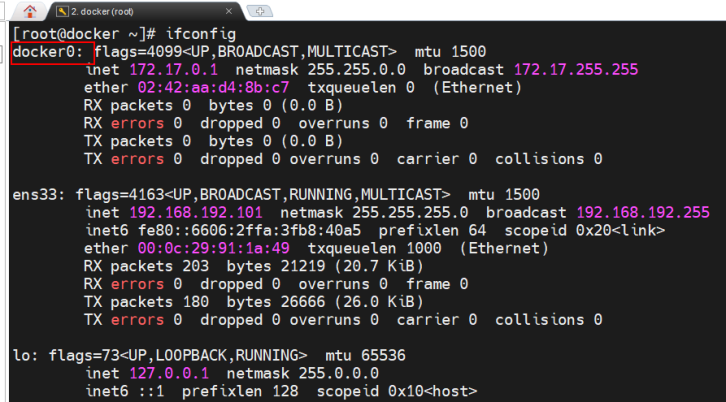 2. docker (root)
[root@docker ~]# ifconfig
docker0: flags=4099<UP,BROADCAST,MULTICAST>  mtu 1500
        inet 172.17.0.1  netmask 255.255.0.0  broadcast 172.17.255.255
        ether 02:42:aa:d4:8b:c7  txqueuelen 0  (Ethernet)
        RX packets 0  bytes 0 (0.0 B)
        RX errors 0  dropped 0  overruns 0  frame 0
        TX packets 0  bytes 0 (0.0 B)
        TX errors 0  dropped 0 overruns 0  carrier 0  collisions 0
ens33: flags=4163<UP,BROADCAST,RUNNING,MULTICAST>  mtu 1500
        inet 192.168.192.101  netmask 255.255.255.0  broadcast 192.168.192.255
        inet6 fe80::6606:2ffa:3fb8:40a5  prefixlen 64  scopeid 0x20<link>
        ether 00:0c:29:91:1a:49  txqueuelen 1000  (Ethernet)
        RX packets 203  bytes 21219 (20.7 KiB)
        RX errors 0  dropped 0  overruns 0  frame 0
        TX packets 180  bytes 26666 (26.0 KiB)
        TX errors 0  dropped 0 overruns 0  carrier 0  collisions 0
lo: flags=73<UP,LOOPBACK,RUNNING>  mtu 65536
        inet 127.0.0.1  netmask 255.0.0.0
        inet6 ::1  prefixlen 128  scopeid 0x10<host>